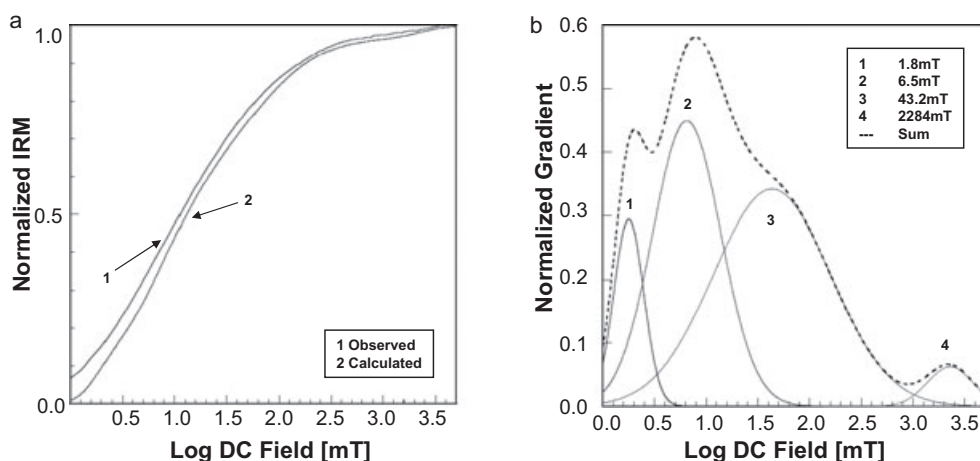 a
1.0
0.5
0.0
0.5
1.0
1.5
2.0
2.5
3.0
3.5
Normalized IRM
Log DC Field [mT]
1
2
1 Observed
2 Calculated
b
0.6
0.5
0.4
0.3
0.2
0.1
0.0
0.0
0.5
1.0
1.5
2.0
2.5
3.0
3.5
Normalized Gradient
Log DC Field [mT]
1
2
3
4
1 1.8mT
2 6.5mT
3 43.2mT
4 2284mT
--- Sum